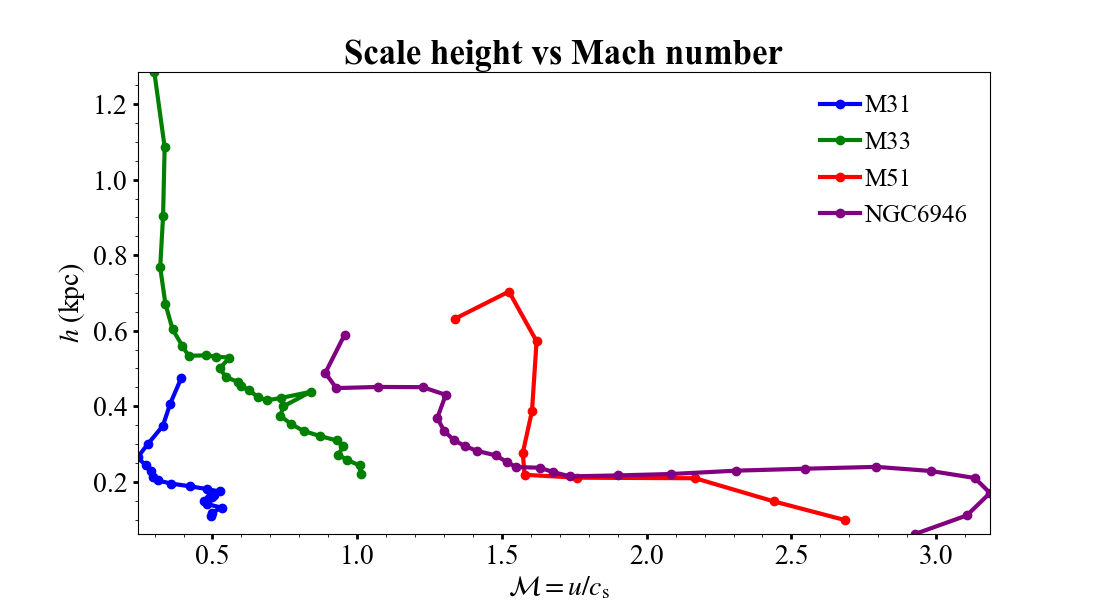 Scale height vs Mach number
M31
M33
M51
NGC6946
h (kpc)
1.2
1.0
0.8
0.6
0.4
0.2
0.5
1.0
1.5
2.0
2.5
3.0
ℳ = u/cₛ